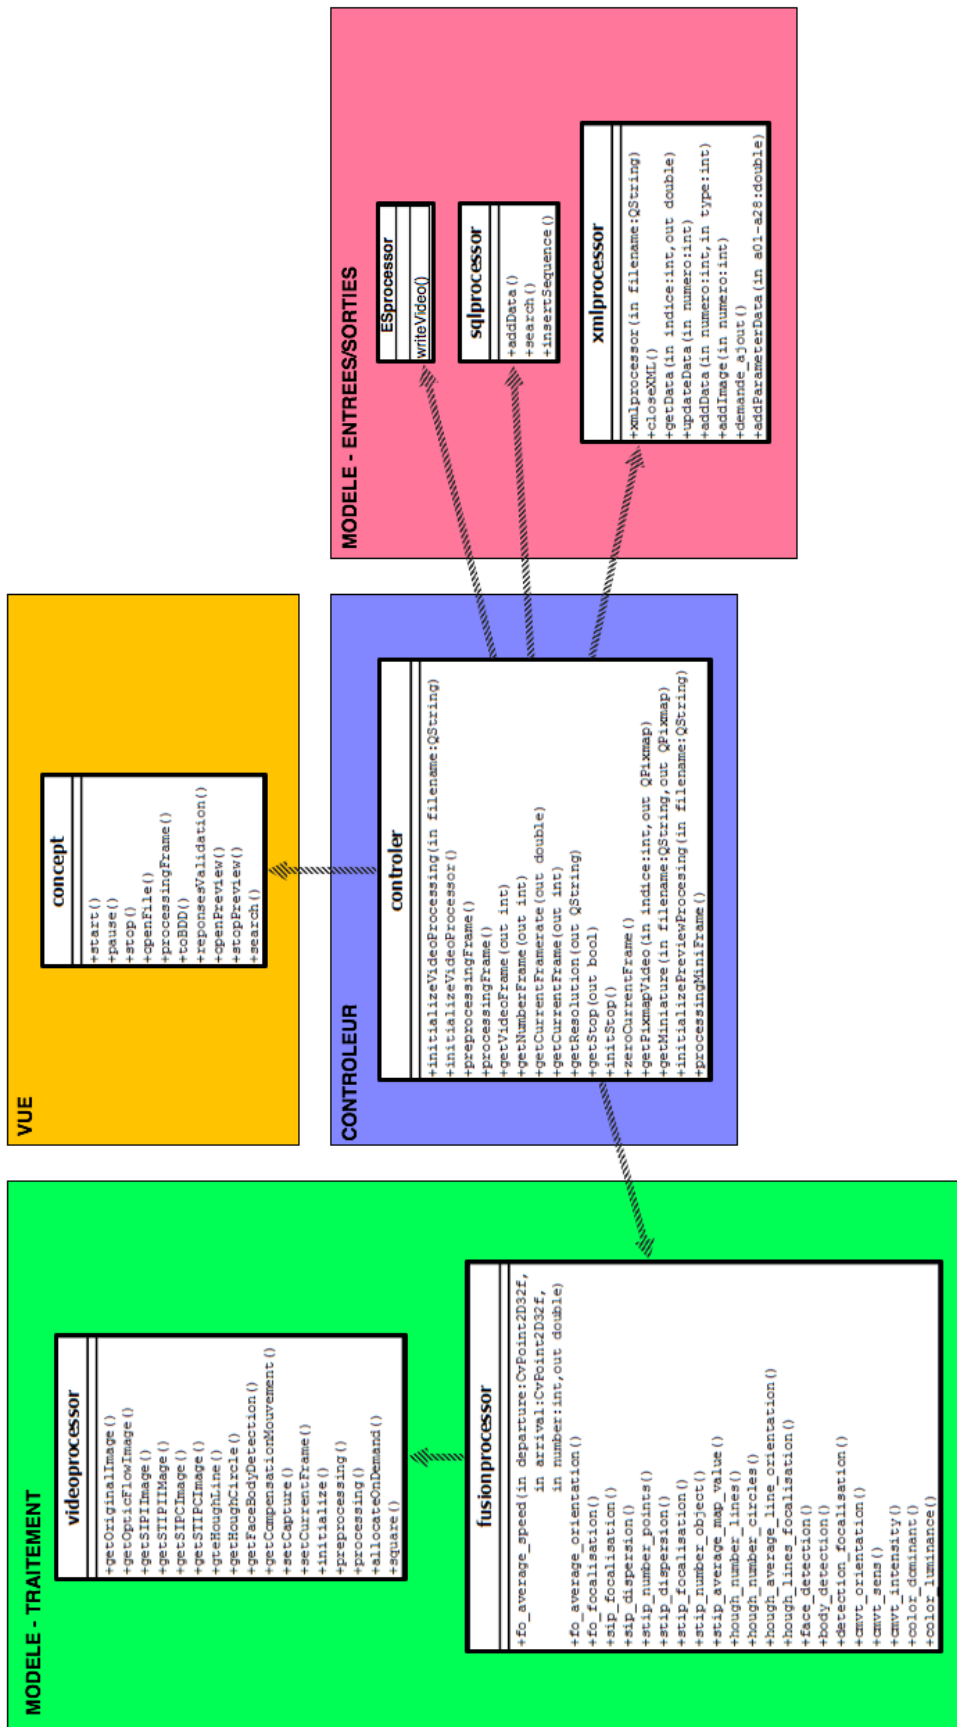 MODELE - TRAITEMENT
videoprocessor
+getOriginalImage()
+getOpticFlowImage()
+getSIPIImage()
+getSTIPIIMage()
+getSIPCImage()
+getSTIPCImage()
+gteHoughLine()
+getHoughCircle()
+getFaceBodyDetection()
+getCompensationMouvement()
+setCapture()
+setCurrentFrame()
+initialize()
+preprocessing()
+processing()
+allocateOnDemand()
+square()
fusionprocessor
+fo_average_speed(in departure:CvPoint2D32f,
in arrival:CvPoint2D32f,
in number:int,out double)
+fo_average_orientation()
+fo_focalisation()
+sip_focalisation()
+sip_dispersion()
+stip_number_points()
+stip_dispersion()
+stip_focalisation()
+stip_number_object()
+stip_average_map_value()
+hough_number_lines()
+hough_number_circles()
+hough_average_line_orientation()
+hough_lines_focalisation()
+face_detection()
+body_detection()
+detection_focalisation()
+cmvt_orientation()
+cmvt_sens()
+cmvt_intensity()
+color_dominant()
+color_luminance()
VUE
concept
+start()
+pause()
+stop()
+openFile()
+processingFrame()
+toBDD()
+reponsesValidation()
+openPreview()
+stopPreview()
+search()
CONTROLEUR
controler
+initializeVideoProcessing(in filename:QString)
+initializeVideoProcessor()
+preprocessingFrame()
+processingFrame()
+getVideoFrame(out int)
+getNumberFrame(out int)
+getCurrentFramerate(out double)
+getCurrentFrame(out int)
+getResolution(out QString)
+getStop(out bool)
+initStop()
+zeroCurrentFrame()
+getPixmapVideo(in indice:int,out QPixmap)
+getMiniature(in filename:QString,out QPixmap)
+initializePreviewProcesing(in filename:QString)
+processingMiniFrame()
MODELE - ENTREES/SORTIES
ESprocessor
writeVideo()
sqlprocessor
+addData()
+search()
+insertSequence()
xmlprocessor
+xmlprocessor(in filename:QString)
+closeXML()
+getData(in indice:int,out double)
+updateData(in numero:int)
+addData(in numero:int,in type:int)
+addImage(in numero:int)
+demande_ajout()
+addParameterData(in a01-a28:double)